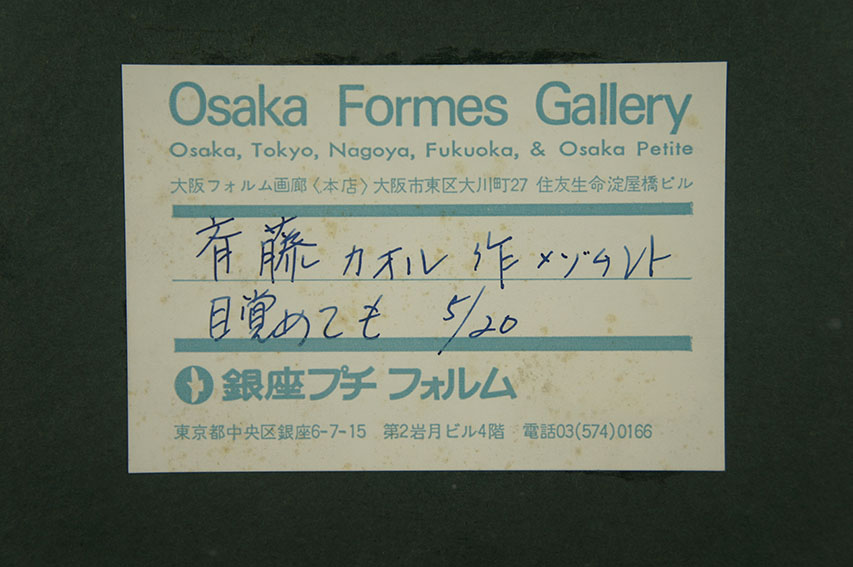 Osaka Formes Gallery
Osaka, Tokyo, Nagoya, Fukuoka, & Osaka Petite
大阪フォルム画廊〈本店〉大阪市東区大川町27 住友生命淀屋橋ビル
斉藤 カオル 作 メゾチント
目覚めても 5/20
銀座プチ フォルム
東京都中央区銀座6-7-15 第2岩月ビル4階 電話03(574)0166